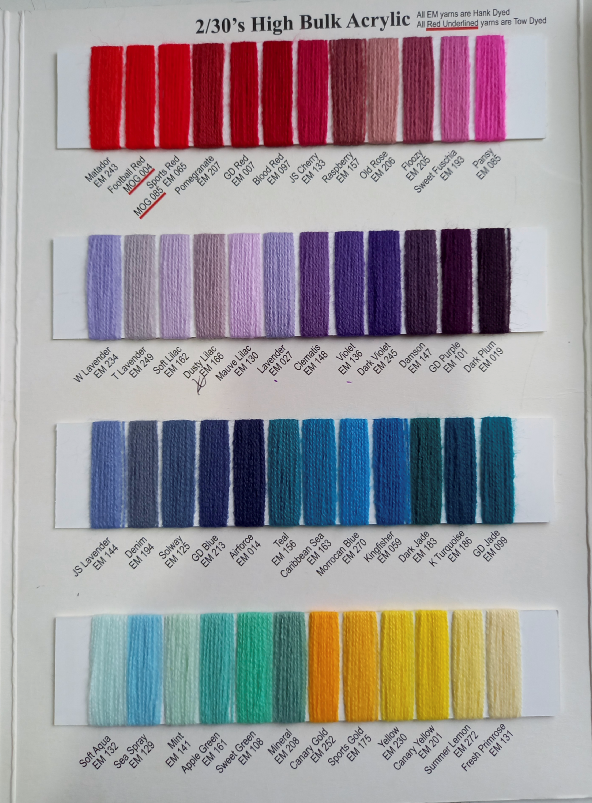 2/30's High Bulk Acrylic
All EM yarns are Hank Dyed
All Red Underlined yarns are Tow Dyed
Matador
EM 243
Football Red
MOG 004
Sports Red
EM 065
MOG 085
Pomegranate
EM 207
GD Red
EM 007
Blood Red
EM 097
JS Cherry
EM 133
Raspberry
EM 157
Old Rose
EM 206
Floozy
EM 205
Sweet Fuschia
EM 193
Pansy
EM 085
W Lavender
EM 234
T Lavender
EM 249
Soft Lilac
EM 162
Dusky Lilac
EM 168
Mauve Lilac
EM 130
Lavender
EM 027
Clematis
EM 148
Violet
EM 136
Dark Violet
EM 245
Damson
EM 147
GD Purple
EM 101
Dark Plum
EM 019
JS Lavender
EM 144
Denim
EM 194
Solway
EM 125
GD Blue
EM 213
Airforce
EM 014
Teal
EM 156
Caribbean Sea
EM 163
Morrocan Blue
EM 270
Kingfisher
EM 059
Dark Jade
EM 183
K Turquoise
EM 186
GD Jade
EM 099
Soft Aqua
EM 132
Sea Spray
EM 129
Mint
EM 141
Apple Green
EM 161
Sweet Green
EM 108
Mineral
EM 208
Canary Gold
EM 252
Sports Gold
EM 175
Yellow
EM 230
Canary Yellow
EM 201
Summer Lemon
EM 272
Fresh Primrose
EM 131